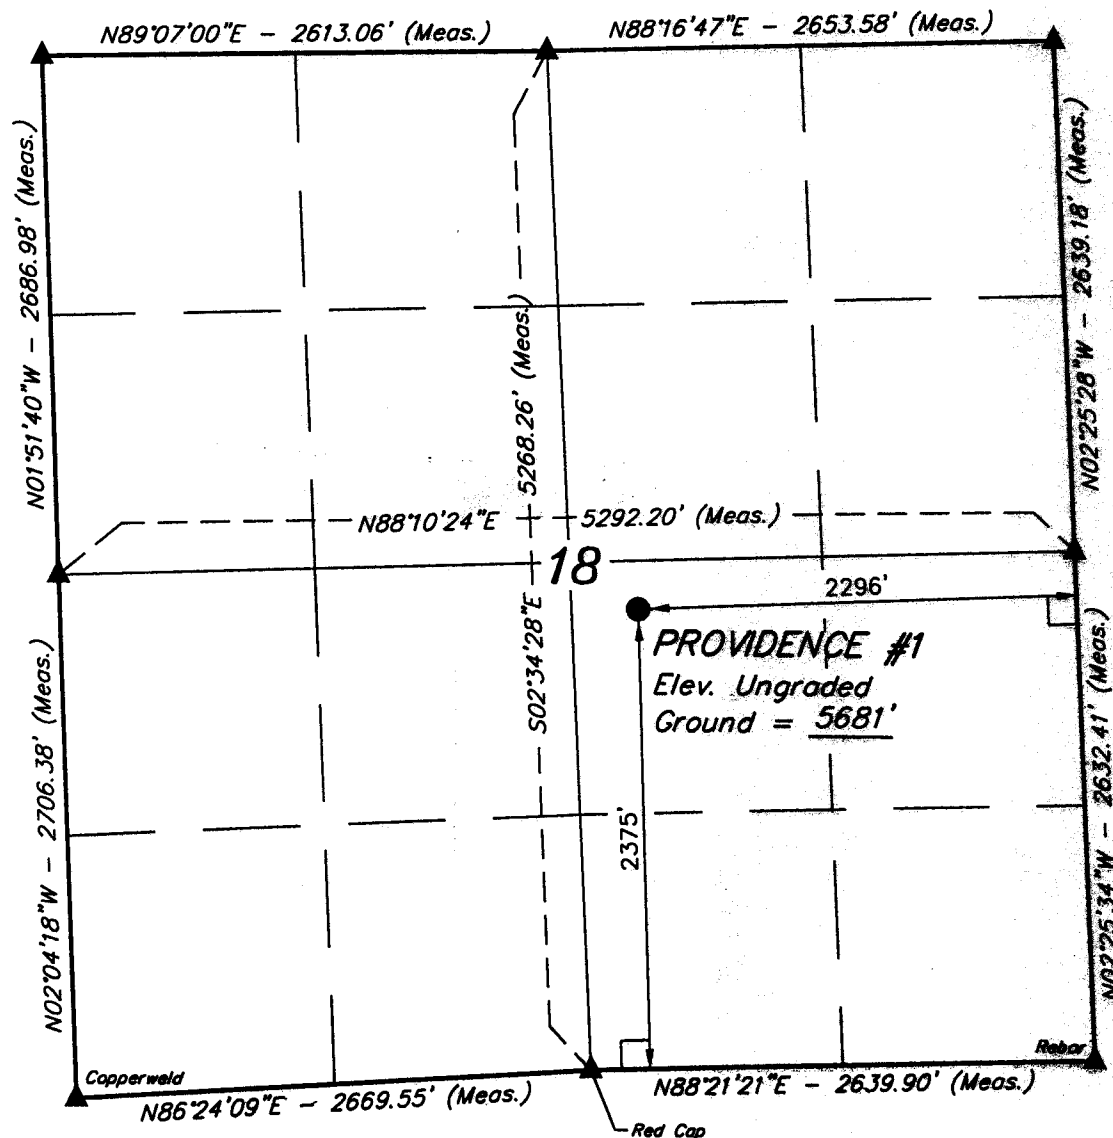 N89°07'00"E - 2613.06' (Meas.)
N88°16'47"E - 2653.58' (Meas.)
N01°51'40"W - 2686.98' (Meas.)
N02°25'28"W - 2639.18' (Meas.)
5268.26' (Meas.)
S02°34'28"E
N88°10'24"E
5292.20' (Meas.)
18
2296'
PROVIDENCE #1
Elev. Ungraded
Ground = 5681'
2375'
N02°04'18"W - 2706.38' (Meas.)
N02°25'34"W - 2632.41' (Meas.)
Copperweld
Rebar
N86°24'09"E - 2669.55' (Meas.)
N88°21'21"E - 2639.90' (Meas.)
Red Cap